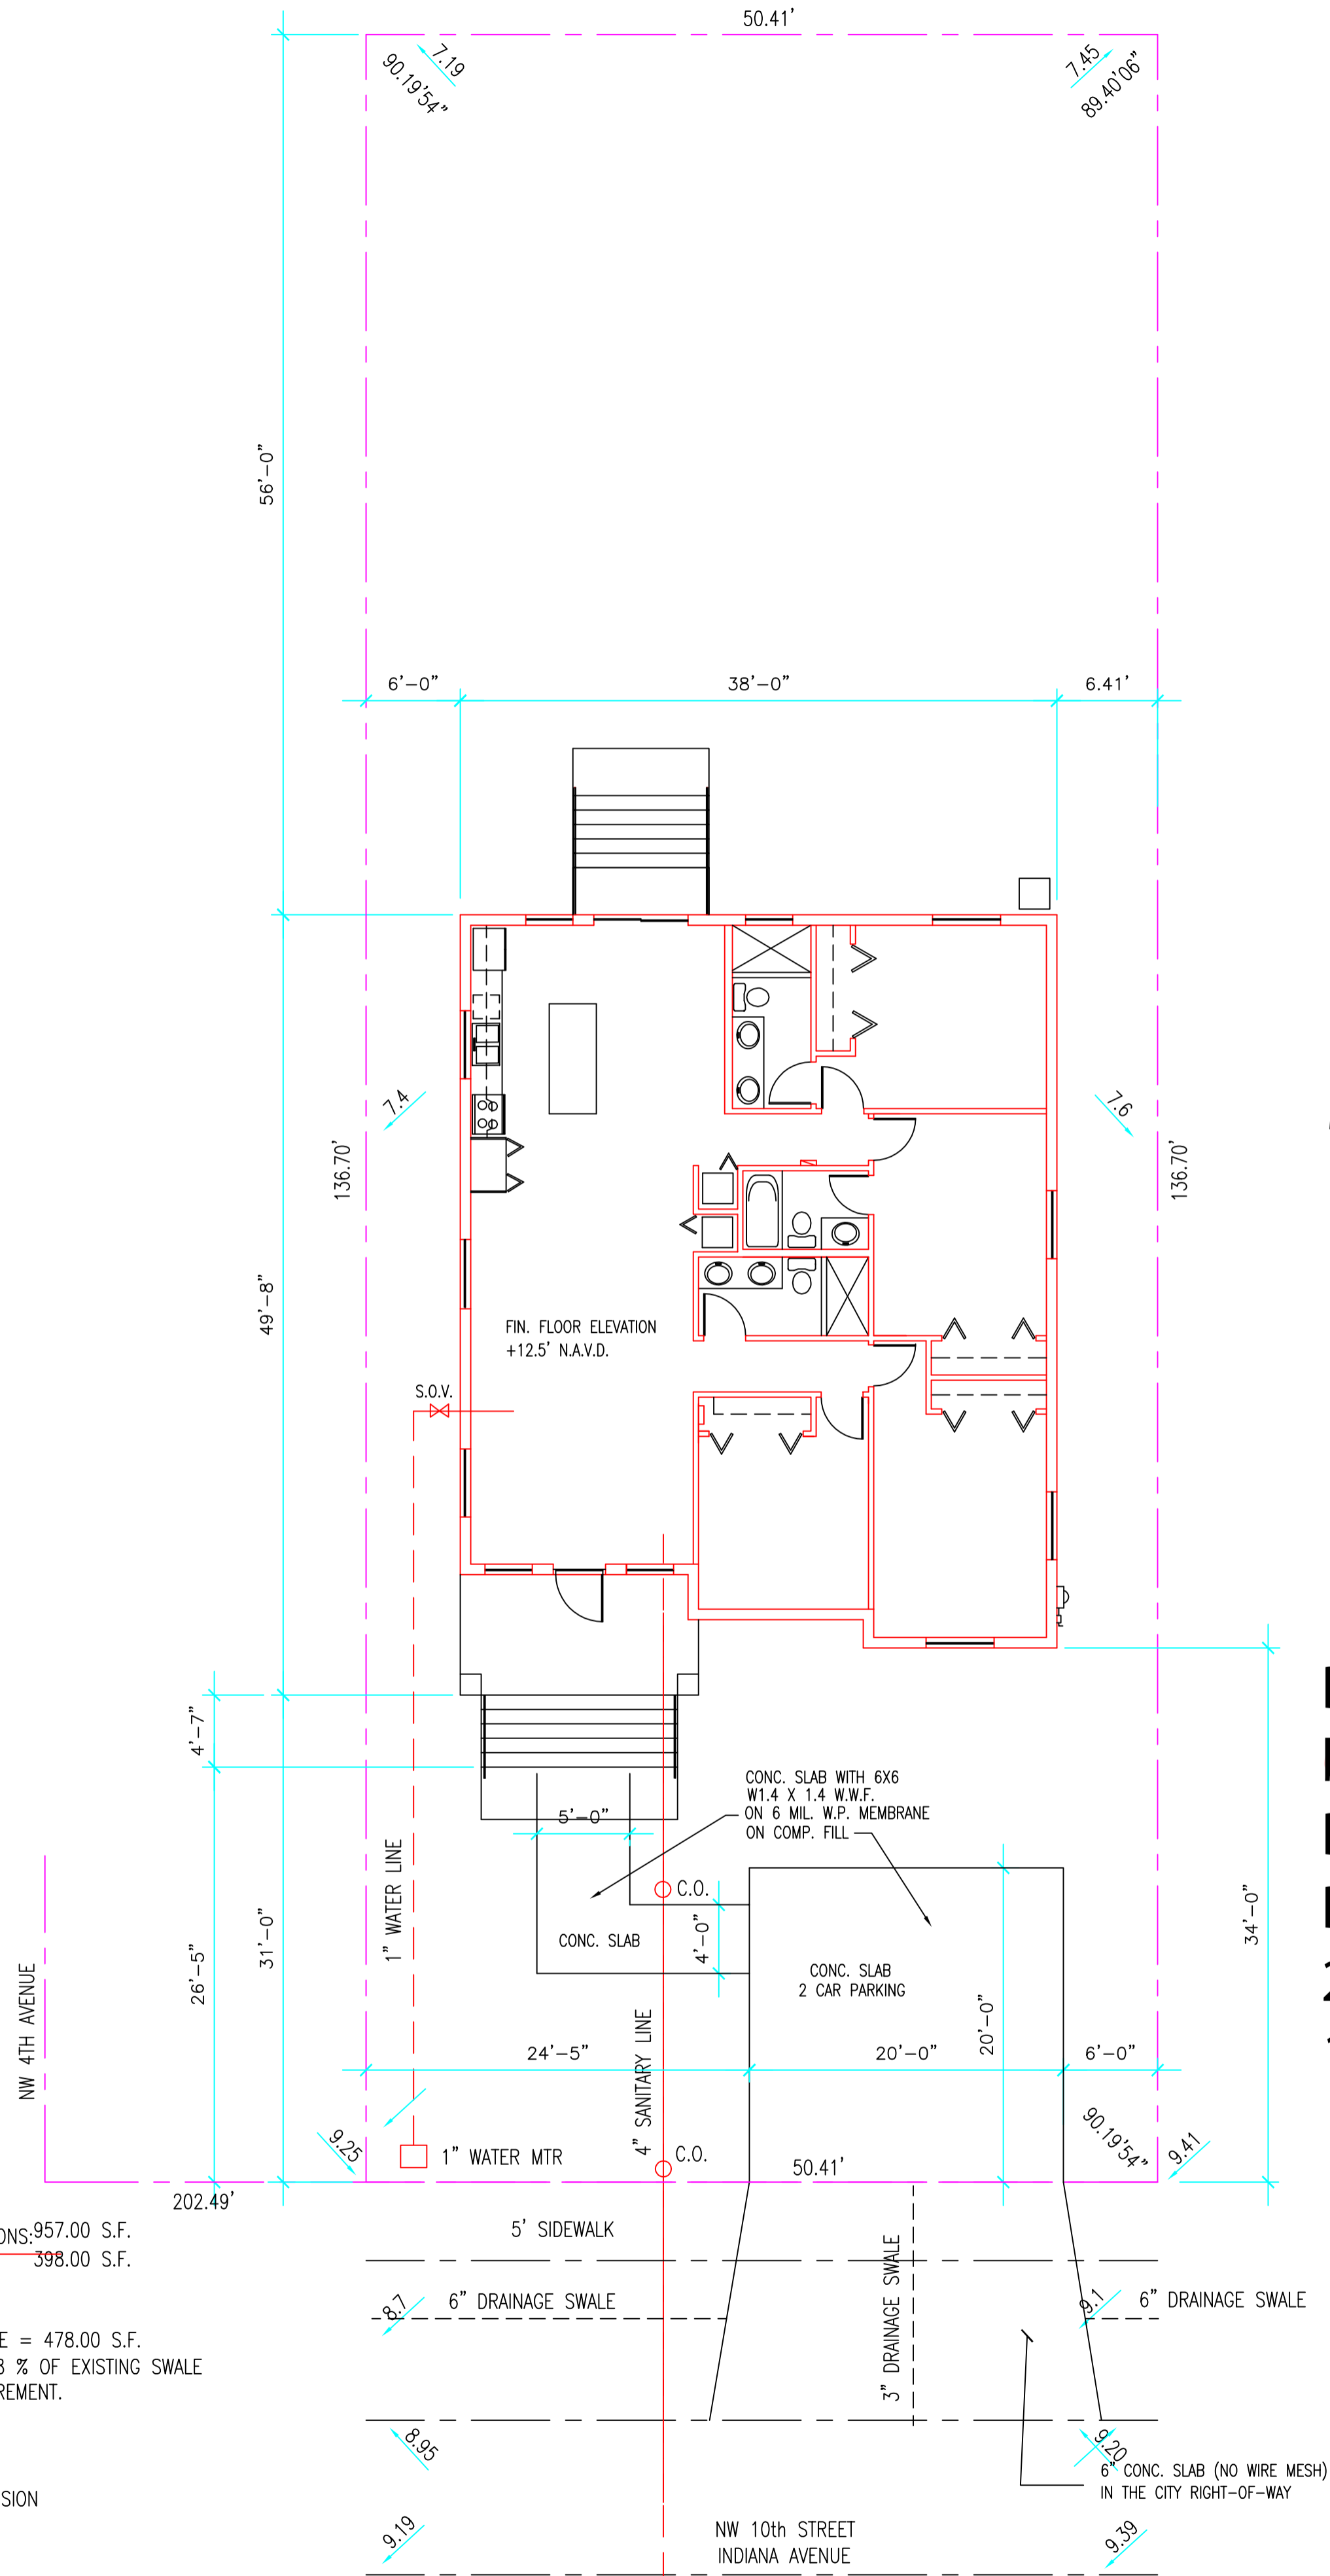 50.41'
7.19
90.19'54"
7.45
89.40'06"
56'-0"
6'-0"
38'-0"
6.41'
7.4
7.6
136.70'
136.70'
49'-8"
FIN. FLOOR ELEVATION
+12.5' N.A.V.D.
S.O.V.
4'-7"
CONC. SLAB WITH 6X6
W1.4 X 1.4 W.W.F.
ON 6 MIL. W.P. MEMBRANE
ON COMP. FILL
5'-0"
1" WATER LINE
C.O.
CONC. SLAB
4'-0"
CONC. SLAB
2 CAR PARKING
34'-0"
31'-0"
26'-5"
NW 4TH AVENUE
20'-0"
4" SANITARY LINE
24'-5"
20'-0"
6'-0"
9.25
1" WATER MTR
C.O.
50.41'
90.19'54"
9.41
202.49'
ONS:957.00 S.F.
398.00 S.F.
5' SIDEWALK
8.7
6" DRAINAGE SWALE
3" DRAINAGE SWALE
9.1
6" DRAINAGE SWALE
E = 478.00 S.F.
% OF EXISTING SWALE
REMENT.
8.95
9.20
6" CONC. SLAB (NO WIRE MESH)
IN THE CITY RIGHT-OF-WAY
SION
9.19
NW 10th STREET
INDIANA AVENUE
9.39